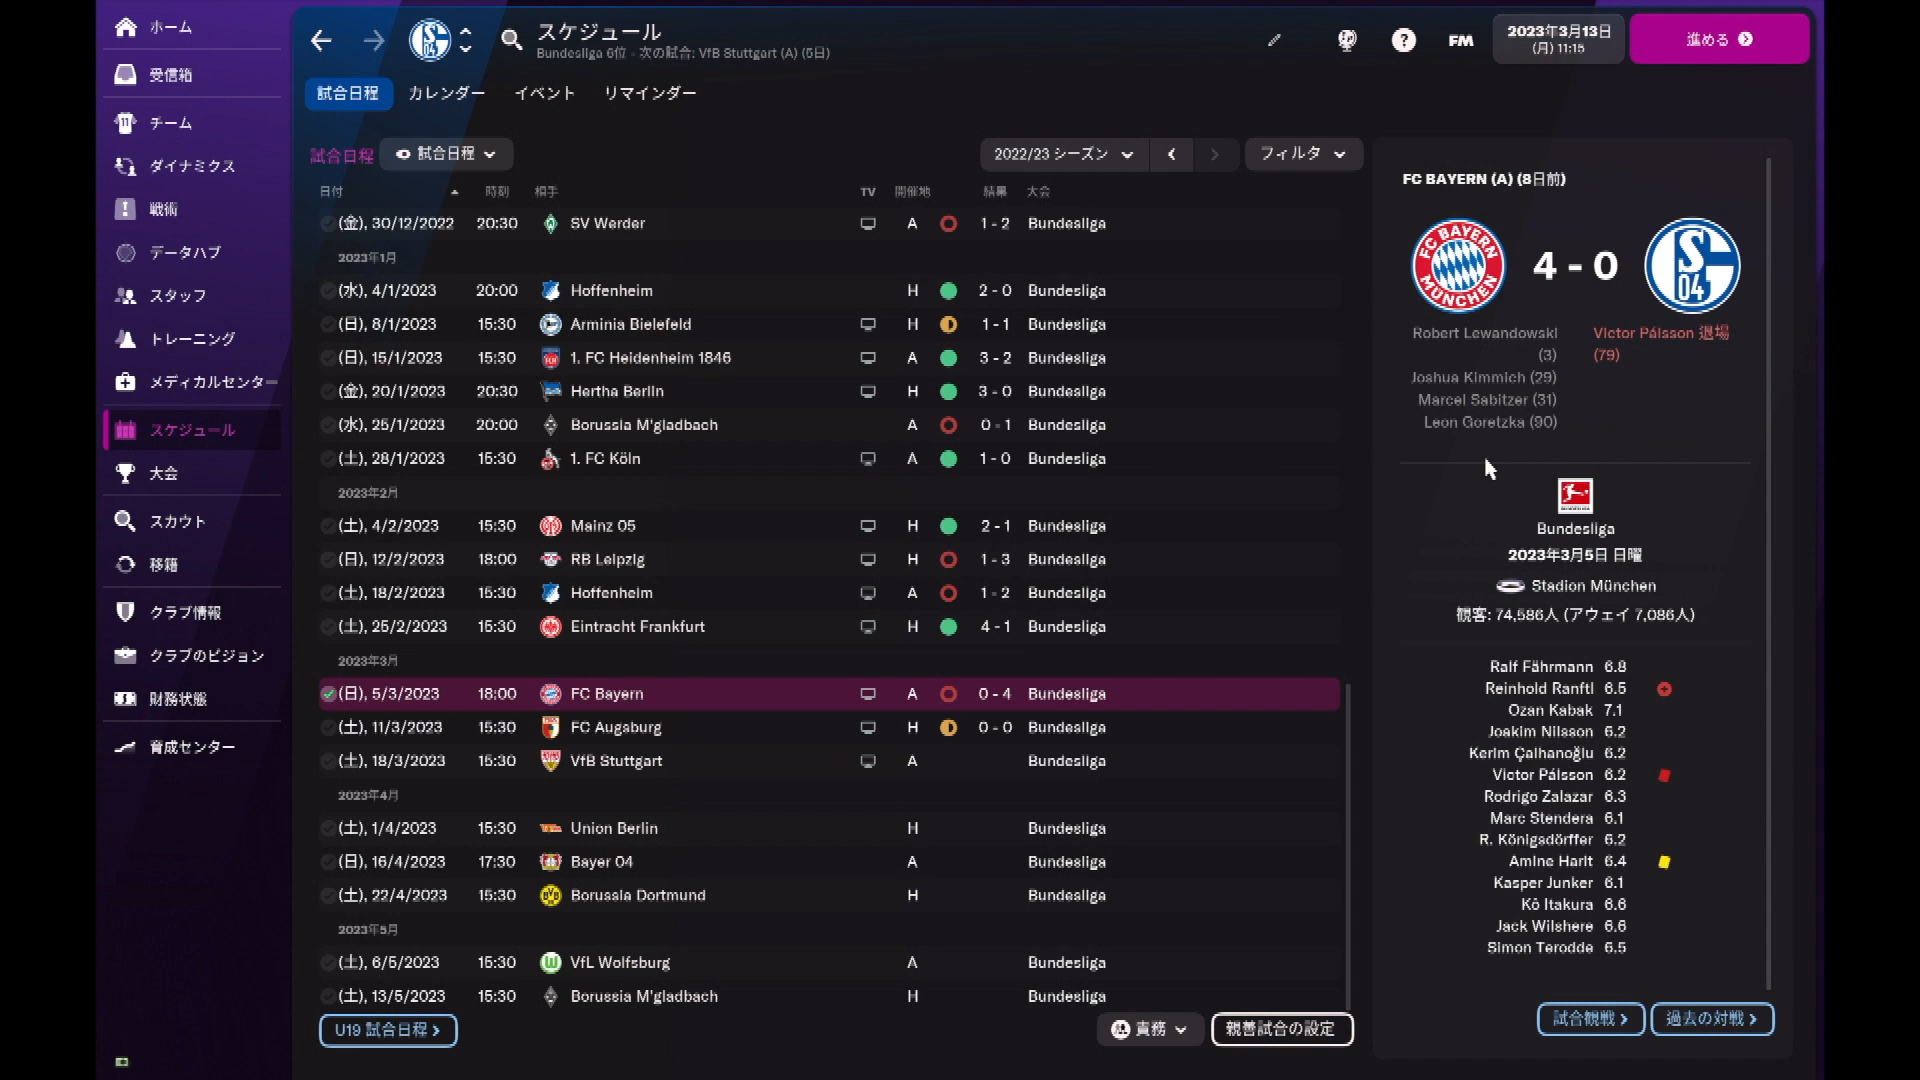 ホーム
受信箱
チーム
ダイナミクス
戦術
データハブ
スタッフ
トレーニング
メディカルセンター
スケジュール
大会
スカウト
移籍
クラブ情報
クラブのビジョン
財務状態
育成センター
スケジュール
Bundesliga 6位 - 次の試合: VfB Stuttgart (A) (5日)
FM
2023年3月13日
(月) 11:15
進める
試合日程 カレンダー イベント リマインダー
試合日程 試合日程 2022/23 シーズン フィルタ
日付 時刻 相手 TV 開催地 結果 大会
(金), 30/12/2022 20:30 SV Werder A 1 - 2 Bundesliga
2023年1月
(水), 4/1/2023 20:00 Hoffenheim H 2 - 0 Bundesliga
(日), 8/1/2023 15:30 Arminia Bielefeld H 1 - 1 Bundesliga
(日), 15/1/2023 15:30 1. FC Heidenheim 1846 A 3 - 2 Bundesliga
(金), 20/1/2023 20:30 Hertha Berlin H 3 - 0 Bundesliga
(水), 25/1/2023 20:00 Borussia M'gladbach A 0 - 1 Bundesliga
(土), 28/1/2023 15:30 1. FC Köln A 1 - 0 Bundesliga
2023年2月
(土), 4/2/2023 15:30 Mainz 05 H 2 - 1 Bundesliga
(日), 12/2/2023 18:00 RB Leipzig H 1 - 3 Bundesliga
(土), 18/2/2023 15:30 Hoffenheim A 1 - 2 Bundesliga
(土), 25/2/2023 15:30 Eintracht Frankfurt H 4 - 1 Bundesliga
2023年3月
(日), 5/3/2023 18:00 FC Bayern A 0 - 4 Bundesliga
(土), 11/3/2023 15:30 FC Augsburg H 0 - 0 Bundesliga
(土), 18/3/2023 15:30 VfB Stuttgart A Bundesliga
2023年4月
(土), 1/4/2023 15:30 Union Berlin H Bundesliga
(日), 16/4/2023 17:30 Bayer 04 A Bundesliga
(土), 22/4/2023 15:30 Borussia Dortmund H Bundesliga
2023年5月
(土), 6/5/2023 15:30 VfL Wolfsburg A Bundesliga
(土), 13/5/2023 15:30 Borussia M'gladbach H Bundesliga
U19 試合日程 責務 親善試合の設定
FC BAYERN (A) (8日前)
FC BAYERN MÜNCHEN
4 - 0
S 04
Robert Lewandowski (3)
Joshua Kimmich (29)
Marcel Sabitzer (31)
Leon Goretzka (90)
Victor Pálsson 退場 (79)
Bundesliga
2023年3月5日 日曜
Stadion München
観客: 74,586人 (アウェイ 7,086人)
Ralf Fährmann 6.8
Reinhold Ranftl 6.5
Ozan Kabak 7.1
Joakim Nilsson 6.2
Kerim Çalhanoğlu 6.2
Victor Pálsson 6.2
Rodrigo Zalazar 6.3
Marc Stendera 6.1
R. Königsdörffer 6.2
Amine Harit 6.4
Kasper Junker 6.1
Kô Itakura 6.6
Jack Wilshere 6.6
Simon Terodde 6.5
試合観戦 過去の対戦